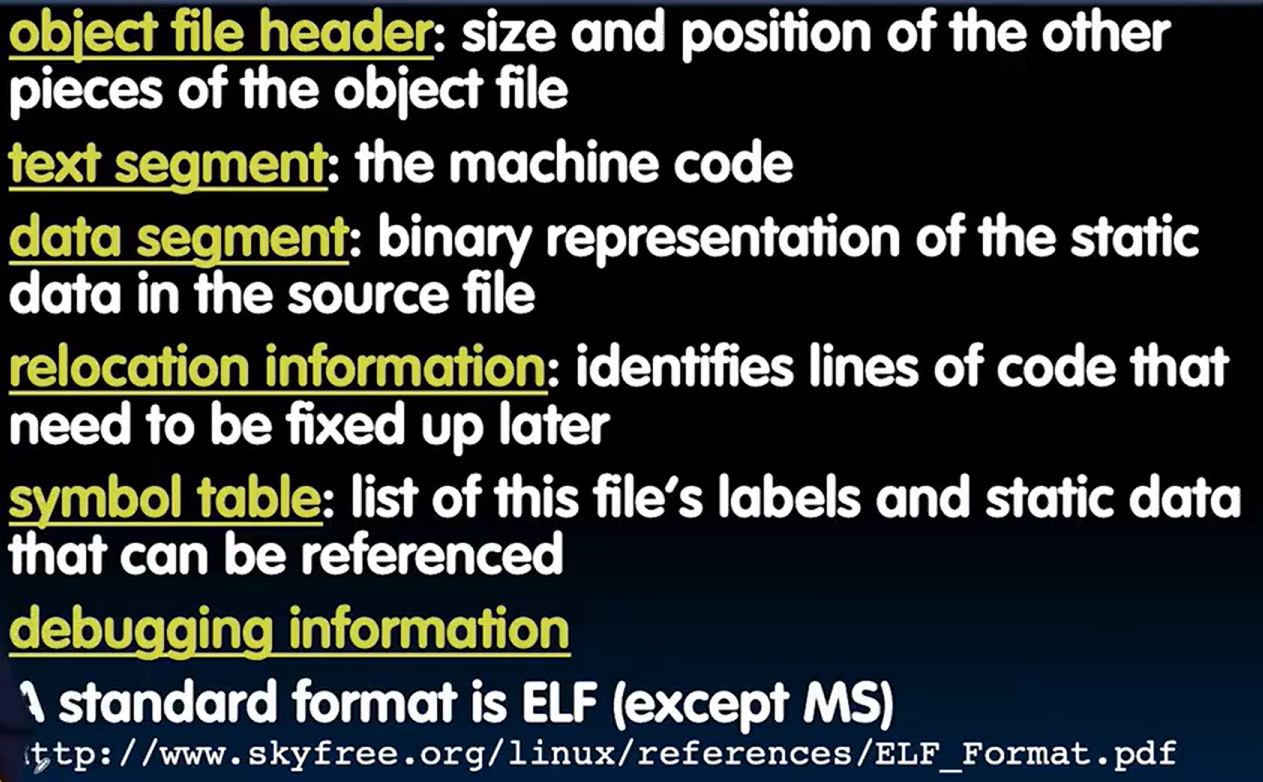 object file header: size and position of the other
pieces of the object file
text segment: the machine code
data segment: binary representation of the static
data in the source file
relocation information: identifies lines of code that
need to be fixed up later
symbol table: list of this file’s labels and static data
that can be referenced
debugging information
A standard format is ELF (except MS)
http://www.skyfree.org/linux/references/ELF_Format.pdf